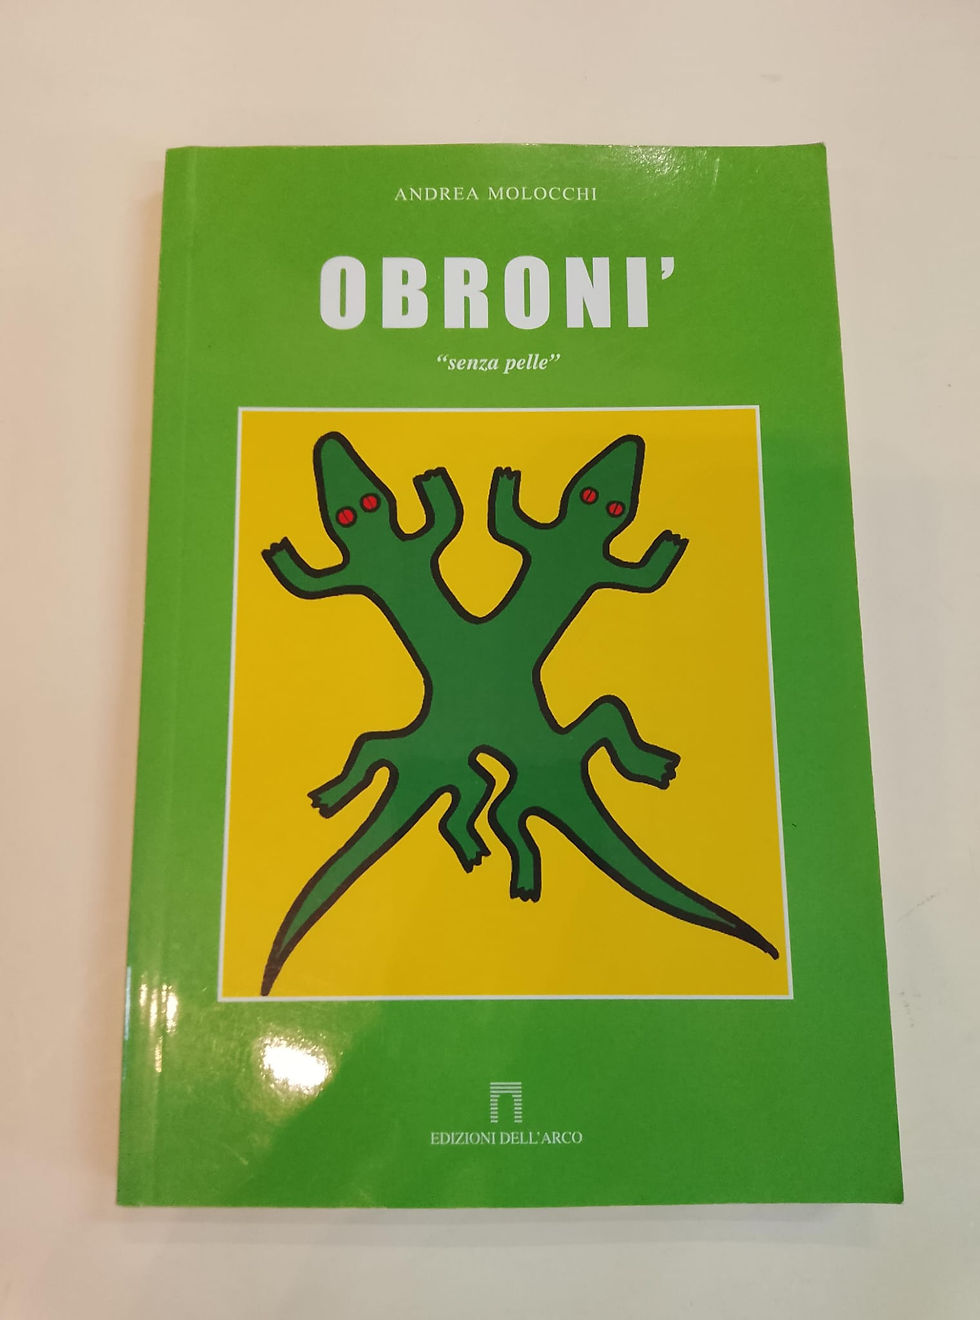 ANDREA MOLOCCHI
OBRONI’
“senza pelle”
EDIZIONI DELL’ARCO